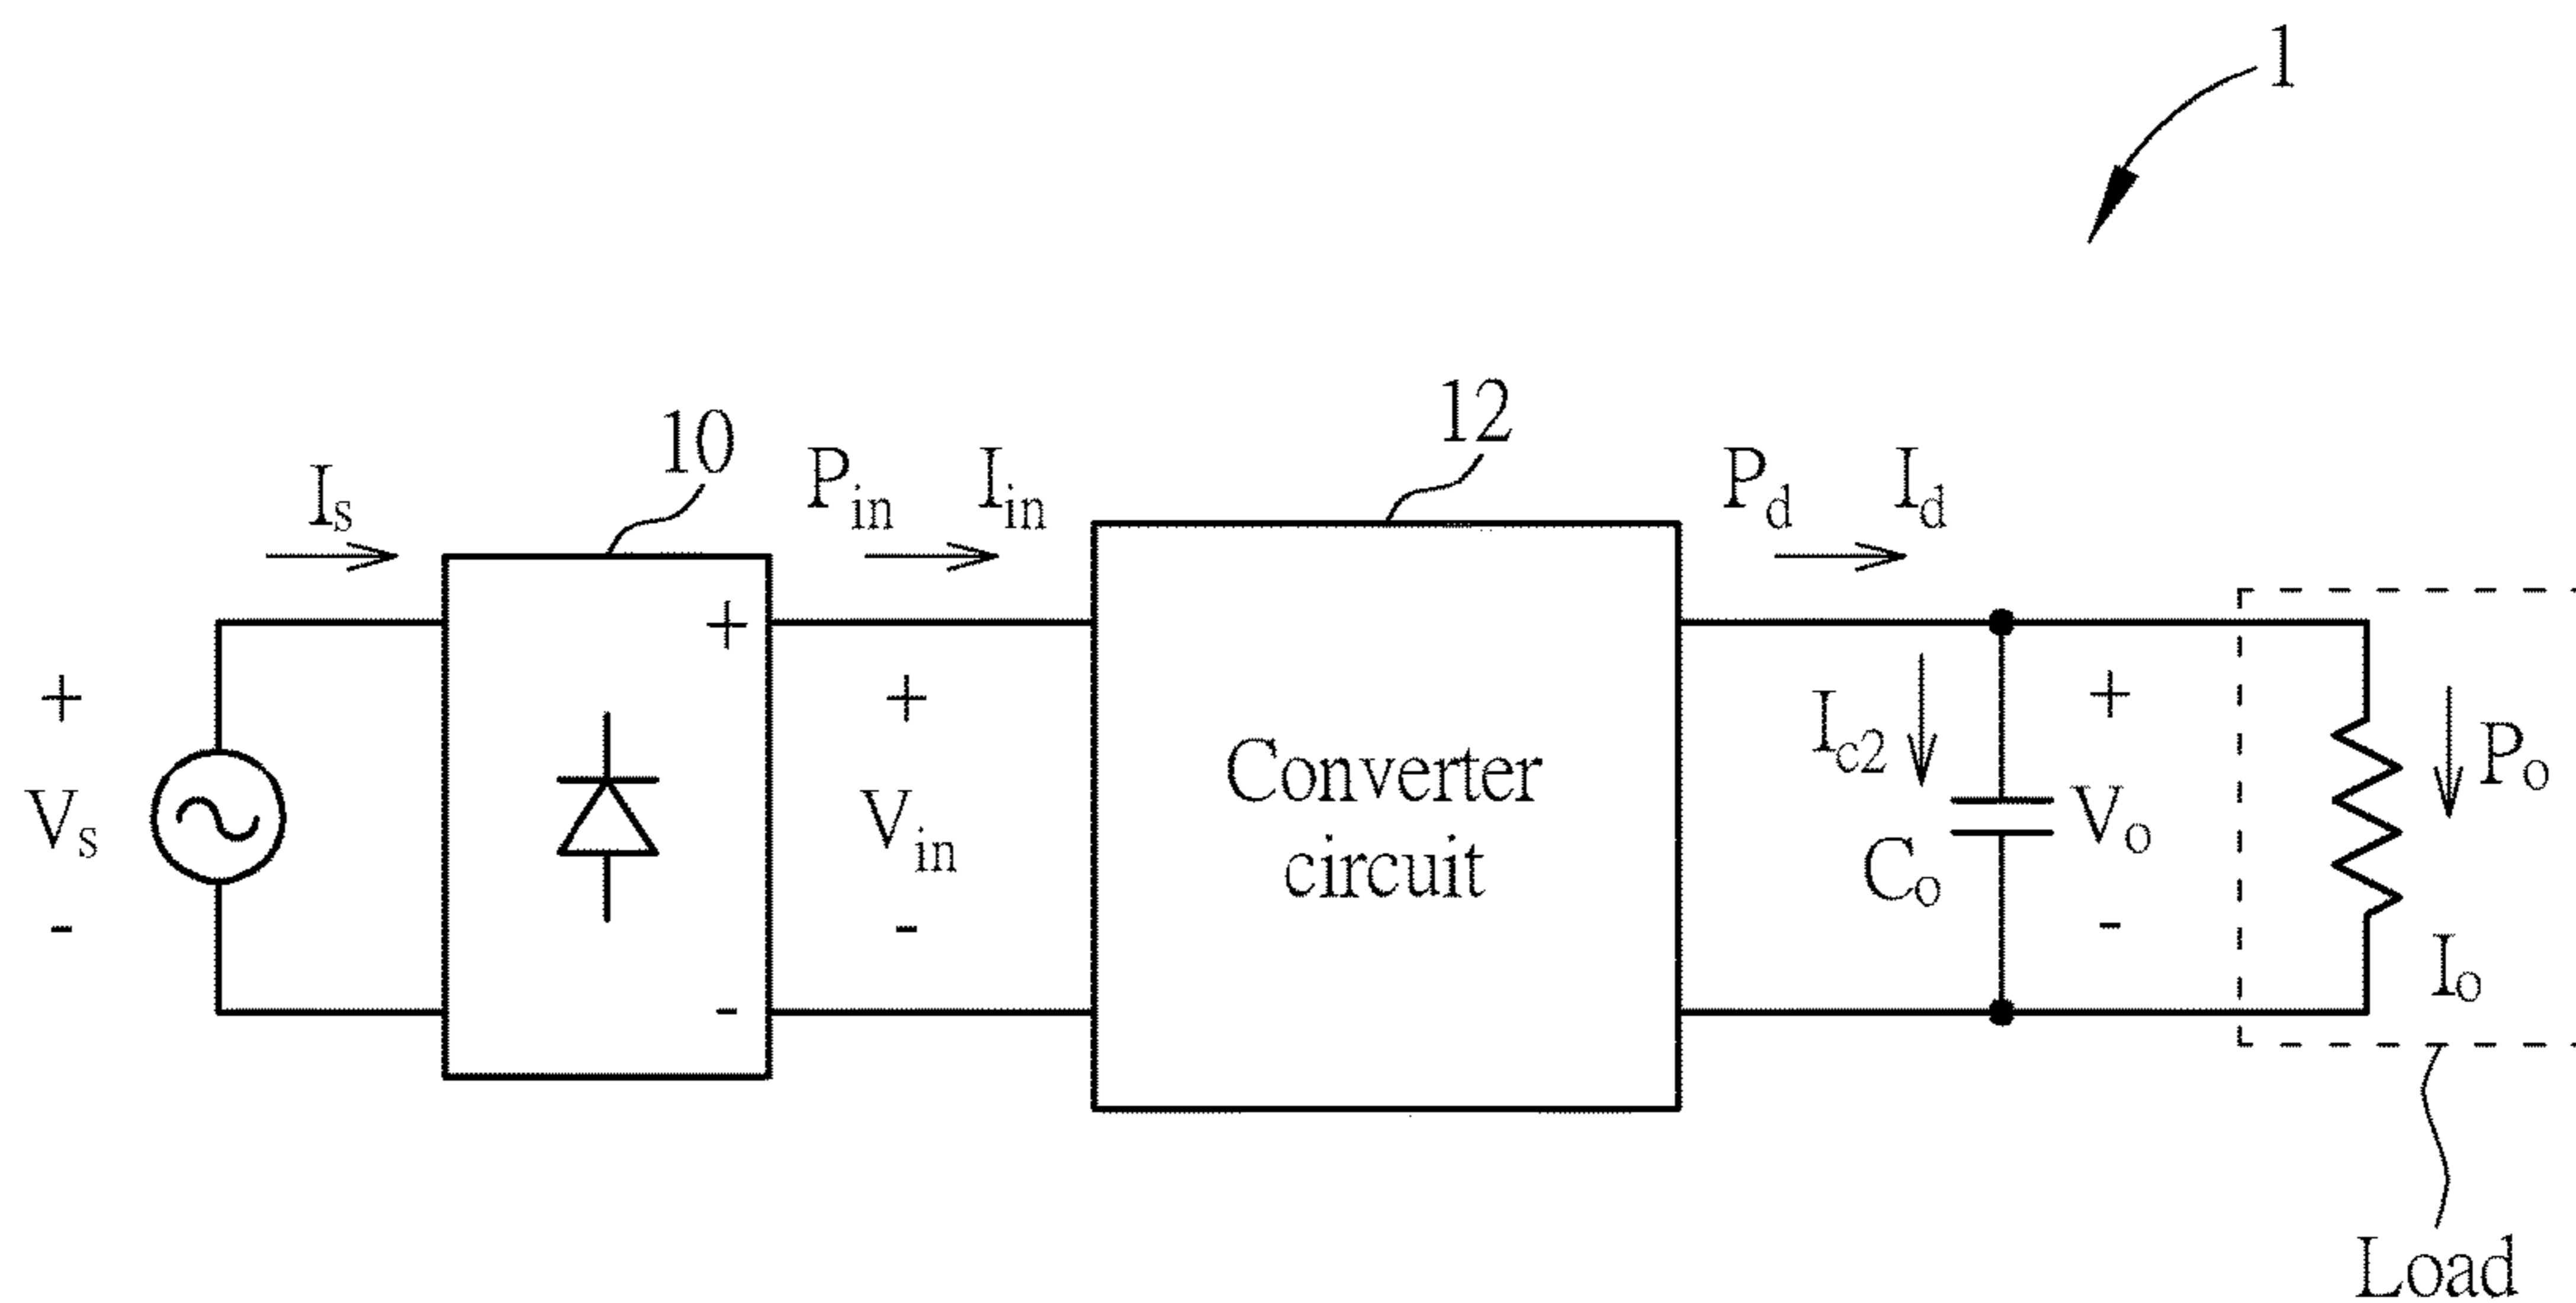 1
10
12
Is
Pin
Iin
Pd
Id
+
+
+
+
Ic2
Po
Vs
Vin
Converter
circuit
Vo
Co
-
-
-
-
Io
Load